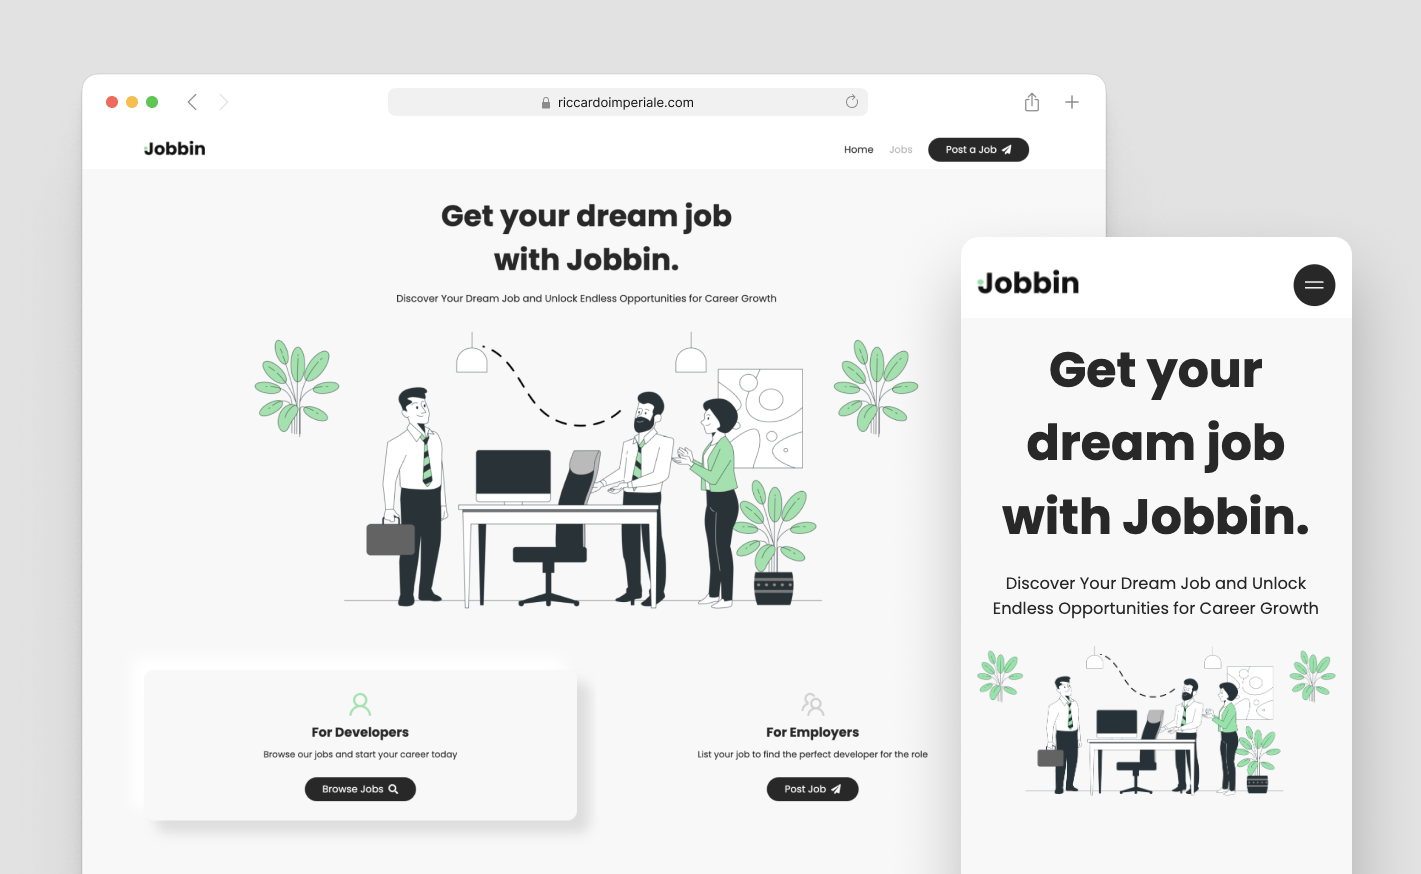 riccardoimperiale.com
Jobbin
Home Jobs Post a Job
Get your dream job
with Jobbin.
Discover Your Dream Job and Unlock Endless Opportunities for Career Growth
For Developers
Browse our jobs and start your career today
Browse Jobs
For Employers
List your job to find the perfect developer for the role
Post Job
Jobbin
Get your
dream job
with Jobbin.
Discover Your Dream Job and Unlock
Endless Opportunities for Career Growth